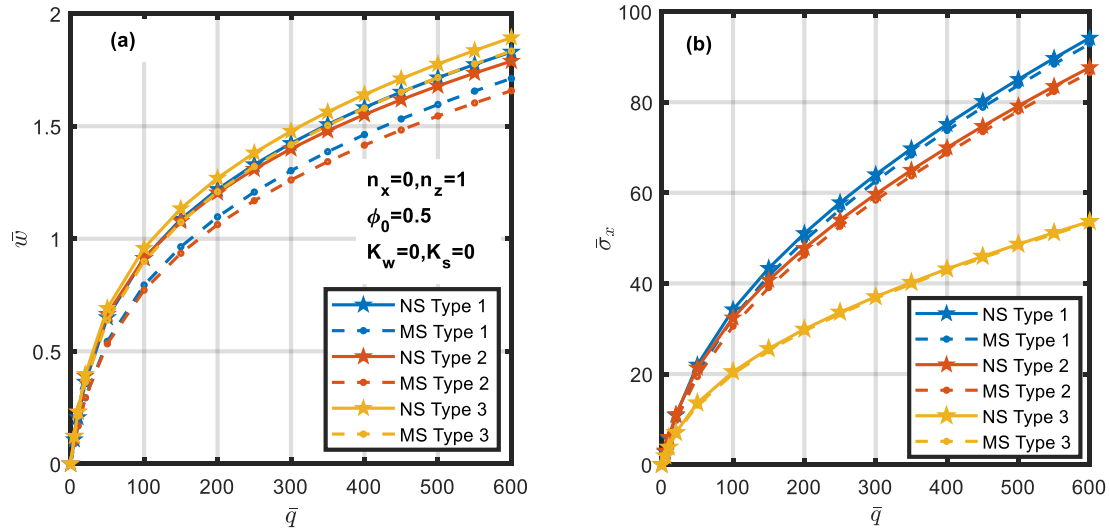 (a)
2
1.5
1
0.5
0
w̄
n_x=0,n_z=1
ϕ_0=0.5
K_w=0,K_s=0
NS Type 1
MS Type 1
NS Type 2
MS Type 2
NS Type 3
MS Type 3
0 100 200 300 400 500 600
q̄
(b)
100
80
60
40
20
0
σ̄_x
NS Type 1
MS Type 1
NS Type 2
MS Type 2
NS Type 3
MS Type 3
0 100 200 300 400 500 600
q̄